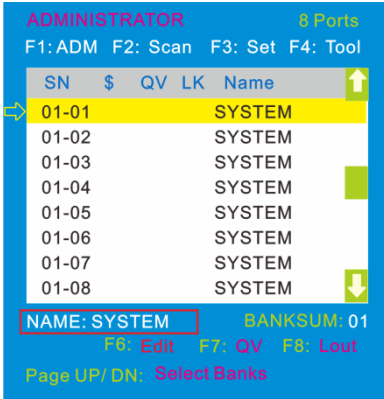 ADMINISTRATOR 8 Ports
F1: ADM F2: Scan F3: Set F4: Tool
SN $ QV LK Name
01-01 SYSTEM
01-02 SYSTEM
01-03 SYSTEM
01-04 SYSTEM
01-05 SYSTEM
01-06 SYSTEM
01-07 SYSTEM
01-08 SYSTEM
NAME: SYSTEM BANKSUM: 01
F6: Edit F7: QV F8: Lout
Page UP/ DN: Select Banks